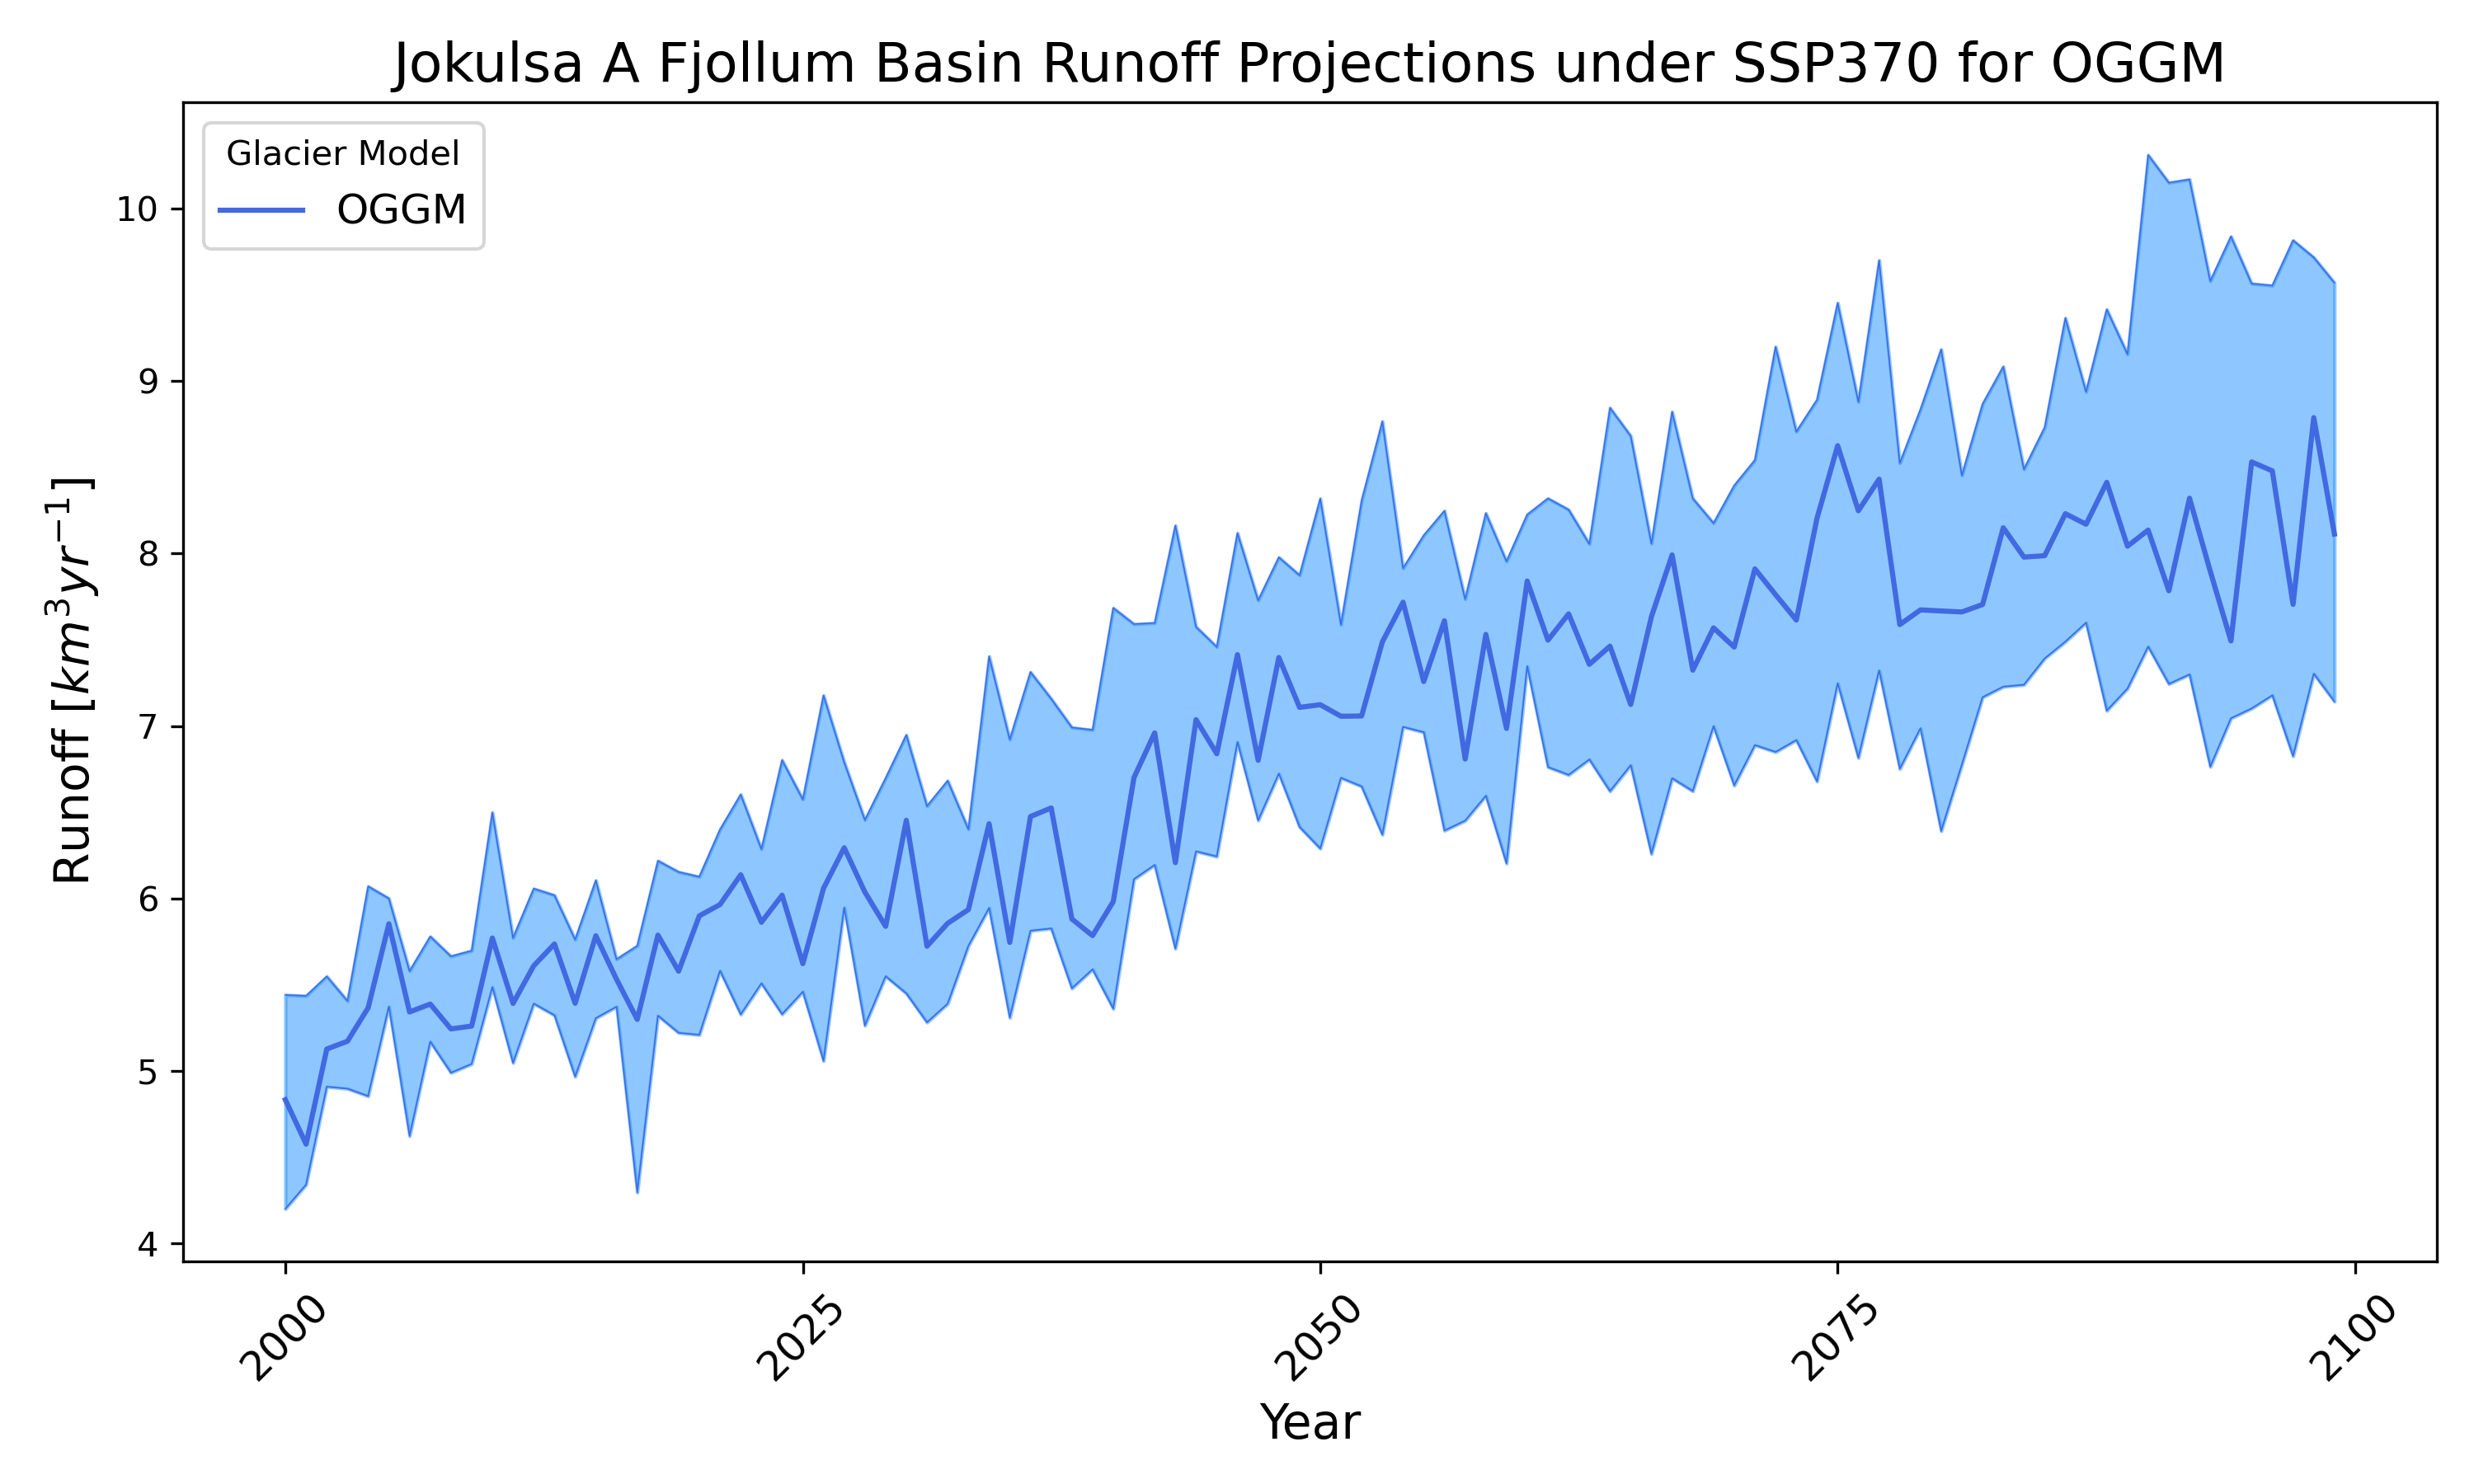 Jokulsa A Fjollum Basin Runoff Projections under SSP370 for OGGM
Glacier Model
OGGM
Runoff [km³yr⁻¹]
10
9
8
7
6
5
4
2000
2025
2050
2075
2100
Year